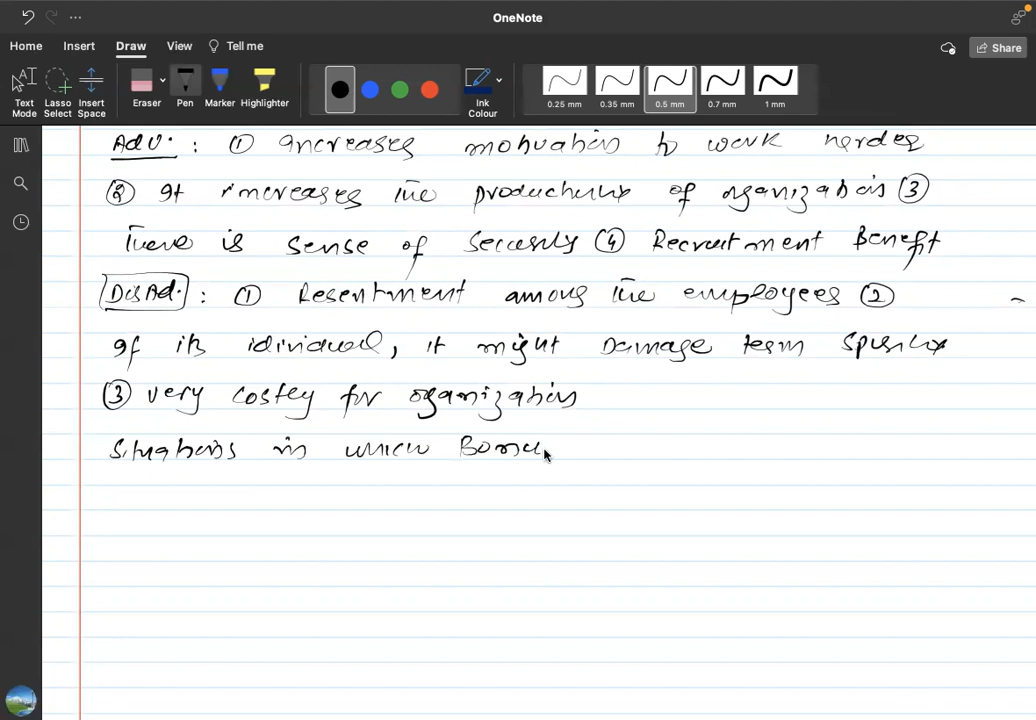 OneNote
Home Insert Draw View Tell me
Share
Text Mode
Lasso Select
Insert Space
Eraser
Pen
Marker
Highlighter
Ink Colour
0.25 mm
0.35 mm
0.5 mm
0.7 mm
1 mm
Adv. : ① increases motivation to work harder
② It increases the productivity of organization ③
There is sense of security ④ Recruitment Benefit
DisAd. : ① Resentment among the employees ②
If its idividual, it might Damage team
③ very costly for organization
Situations in which Bonu